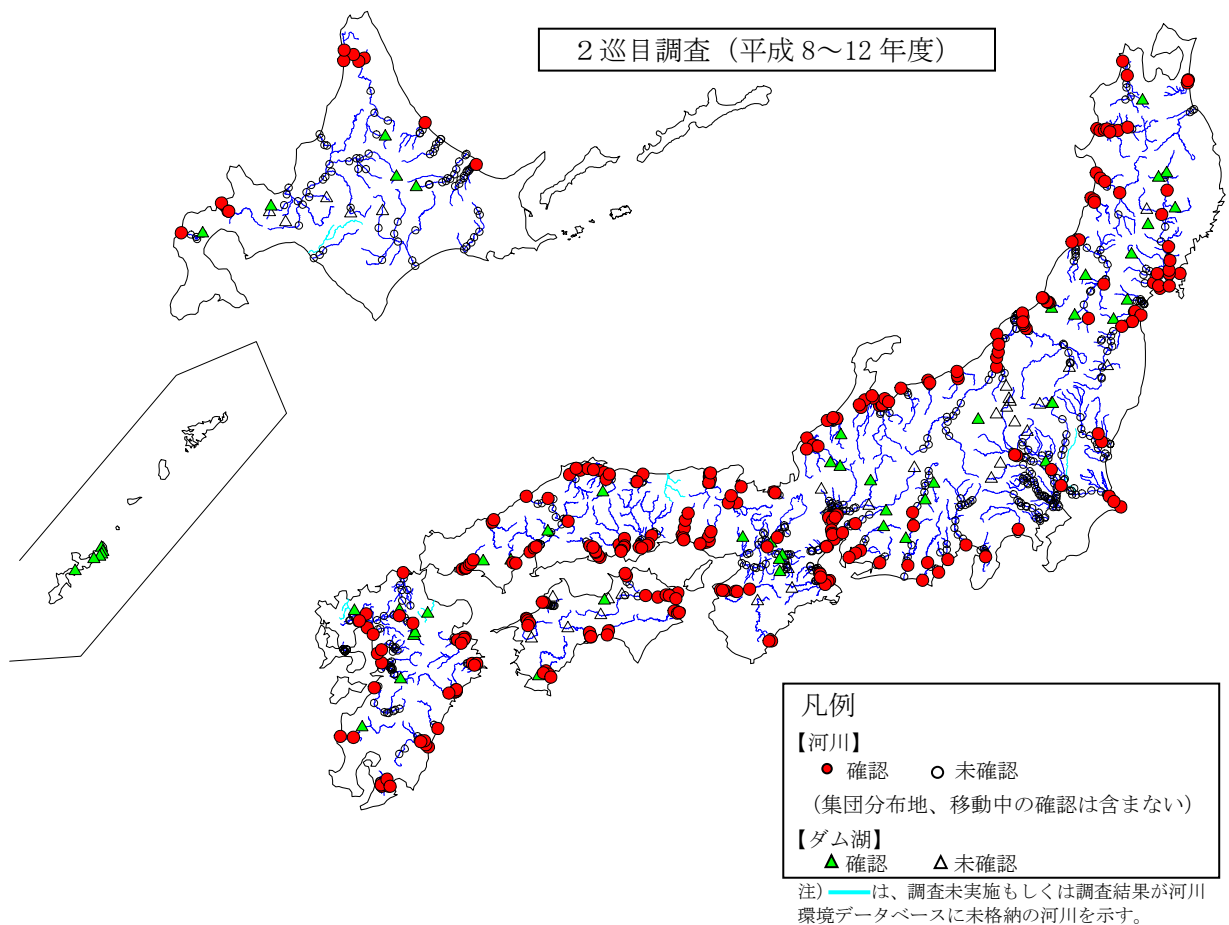 2巡目調査（平成 8～12 年度）
凡例
【河川】
確認 未確認
（集団分布地、移動中の確認は含まない）
【ダム湖】
確認 未確認
注） は、調査未実施もしくは調査結果が河川
環境データベースに未格納の河川を示す。